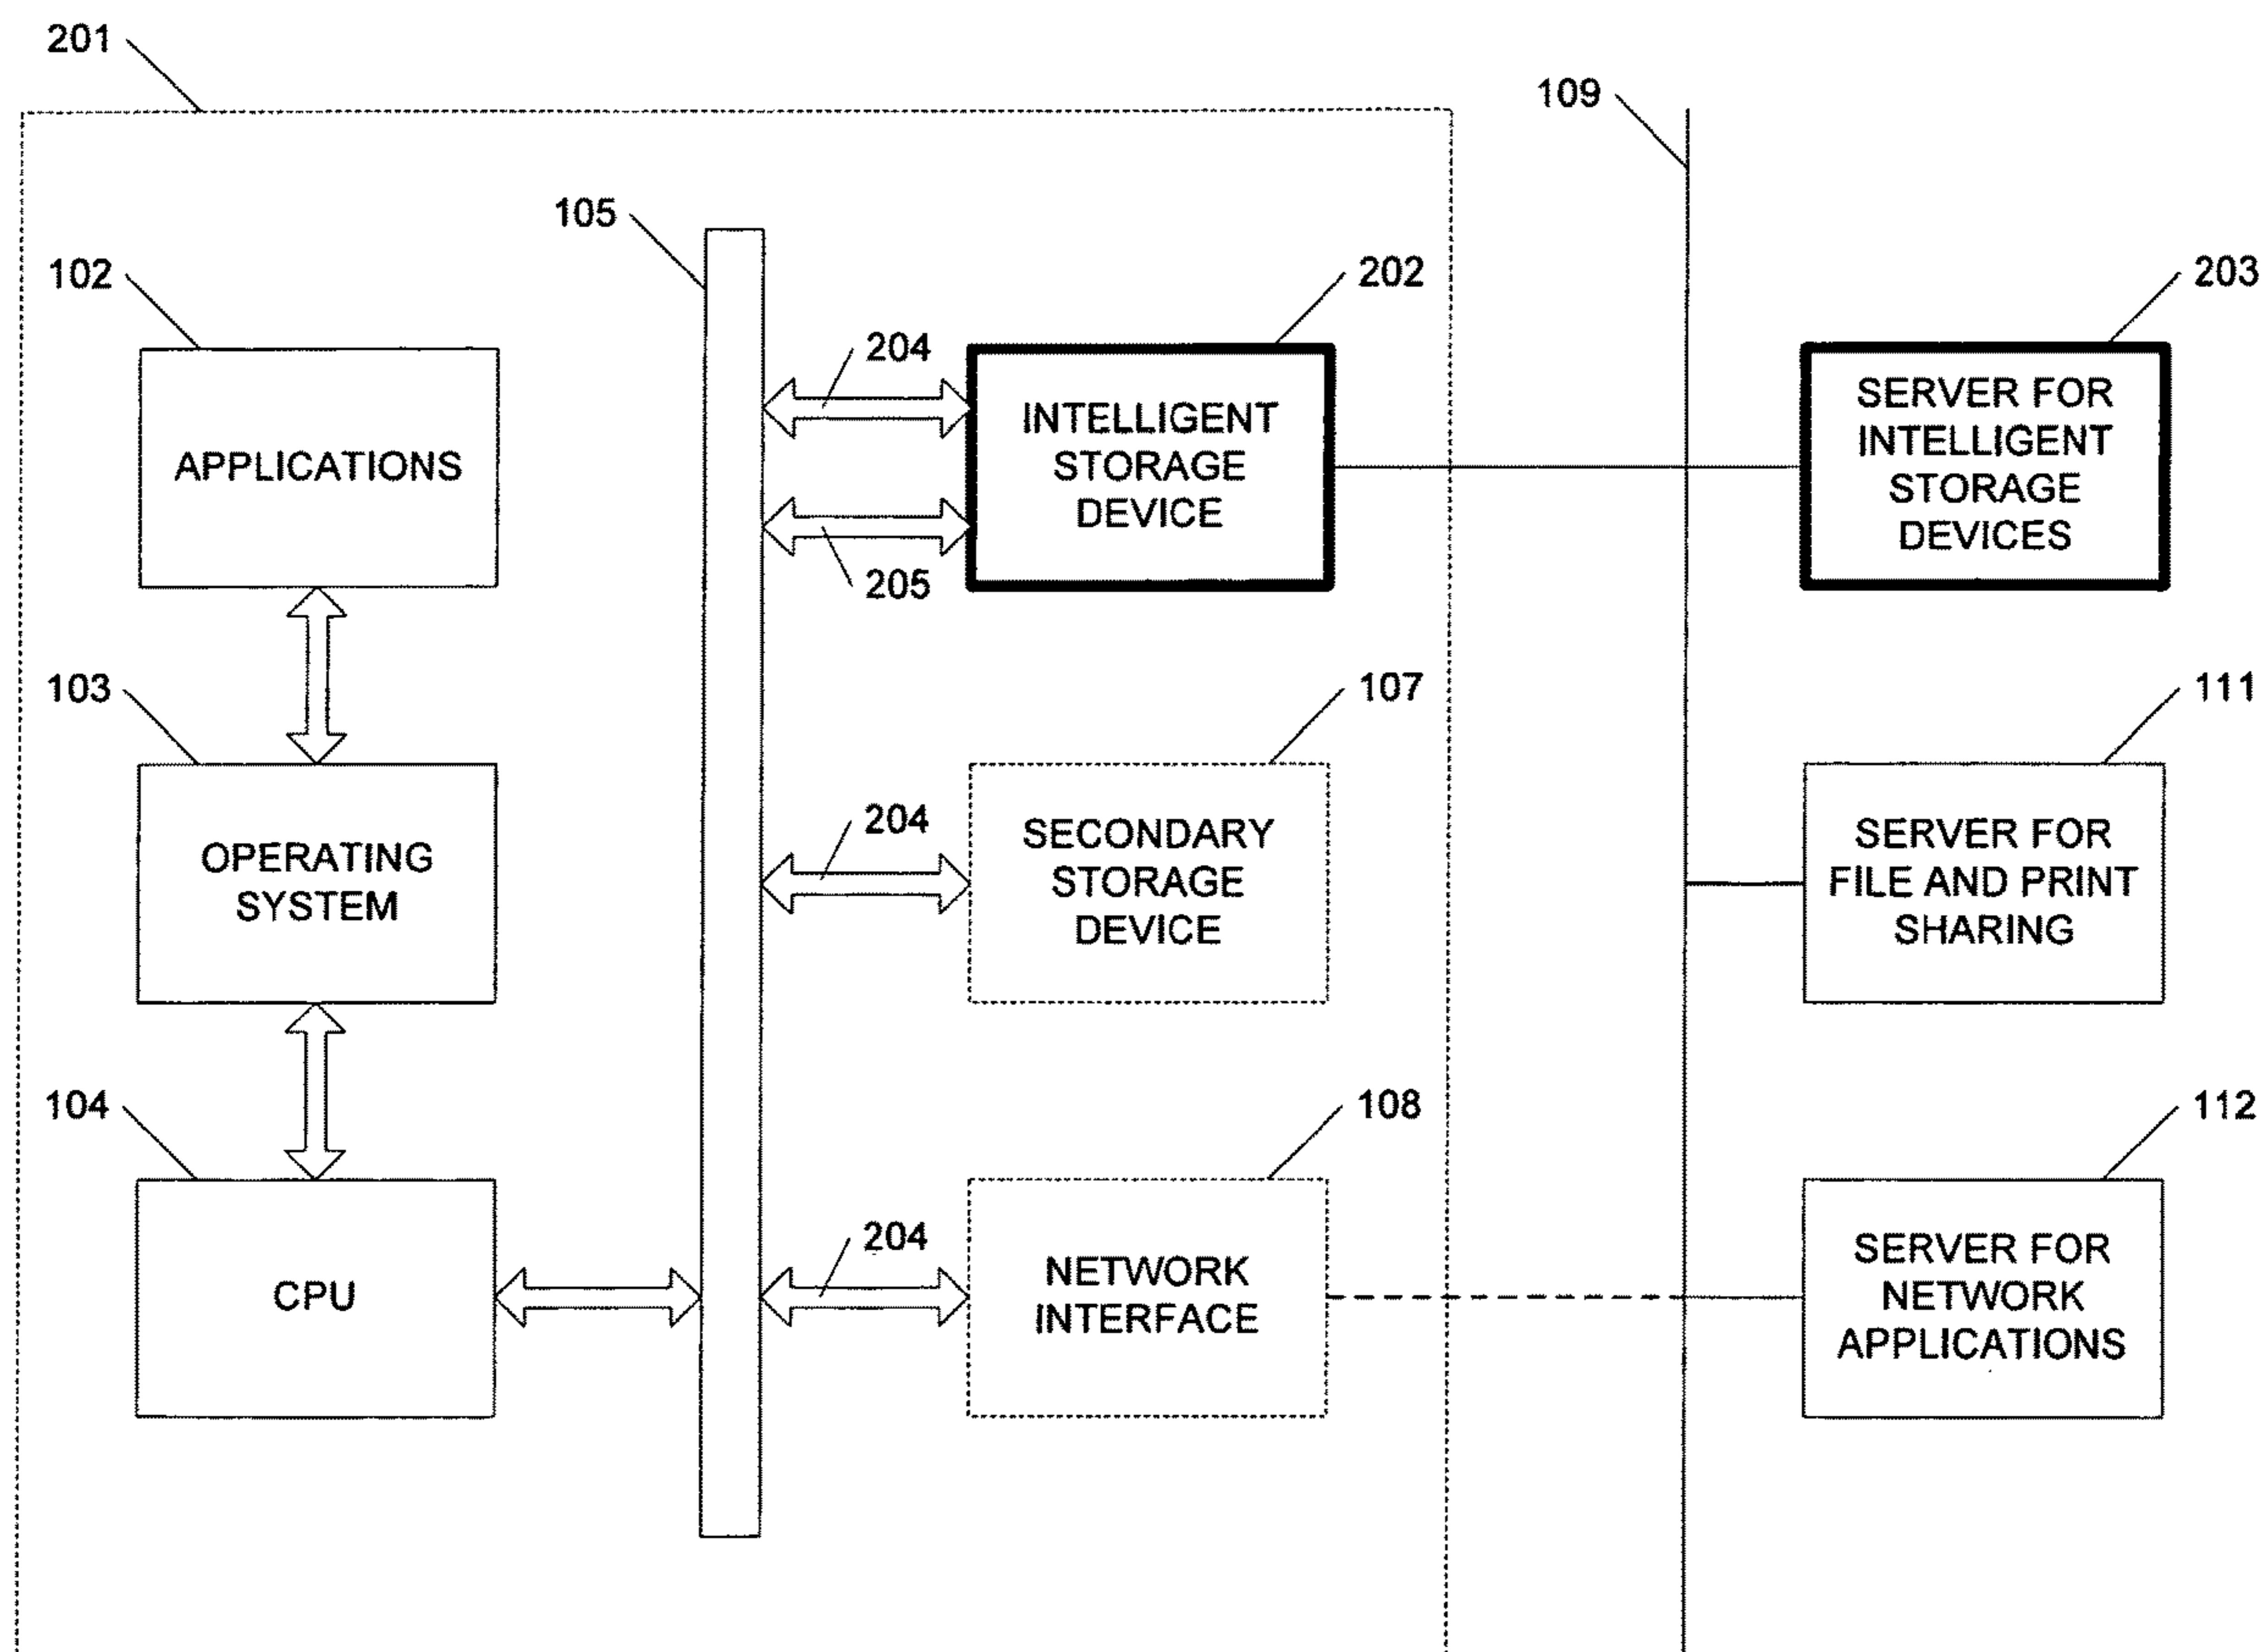 201
109
105
102
202
203
204
APPLICATIONS
INTELLIGENT
STORAGE
DEVICE
SERVER FOR
INTELLIGENT
STORAGE
DEVICES
205
103
107
111
204
OPERATING
SYSTEM
SECONDARY
STORAGE
DEVICE
SERVER FOR
FILE AND PRINT
SHARING
104
108
112
204
CPU
NETWORK
INTERFACE
SERVER FOR
NETWORK
APPLICATIONS